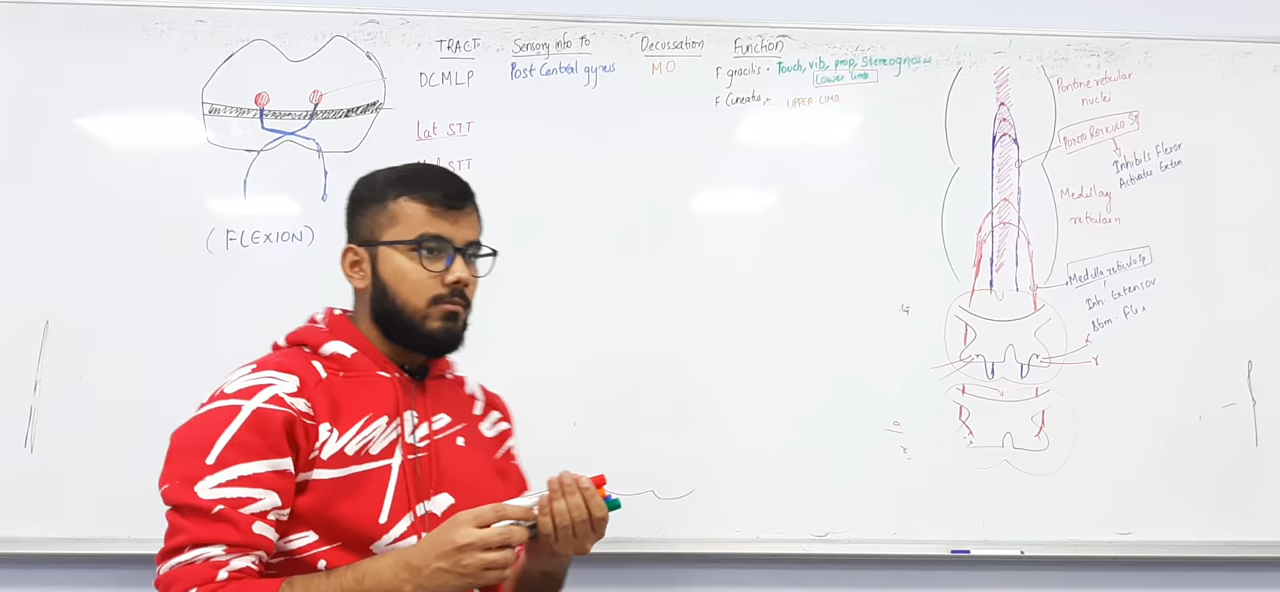 TRACT Sensory info to Decussation Function
DCMLP Post Central gyrus MO F gracilis. Touch, vib, prop, Stereognosis
Lower limb
F Cuneatus UPPER LIMB
Lat STT
STT
(FLEXION)
Pontine reticular
nuclei
PONTO RETICULO SP
Inhibits Flexor
Activates Exten
Medullary
Medulla reticulosp
Inh. Extensor
Stm. Flex.